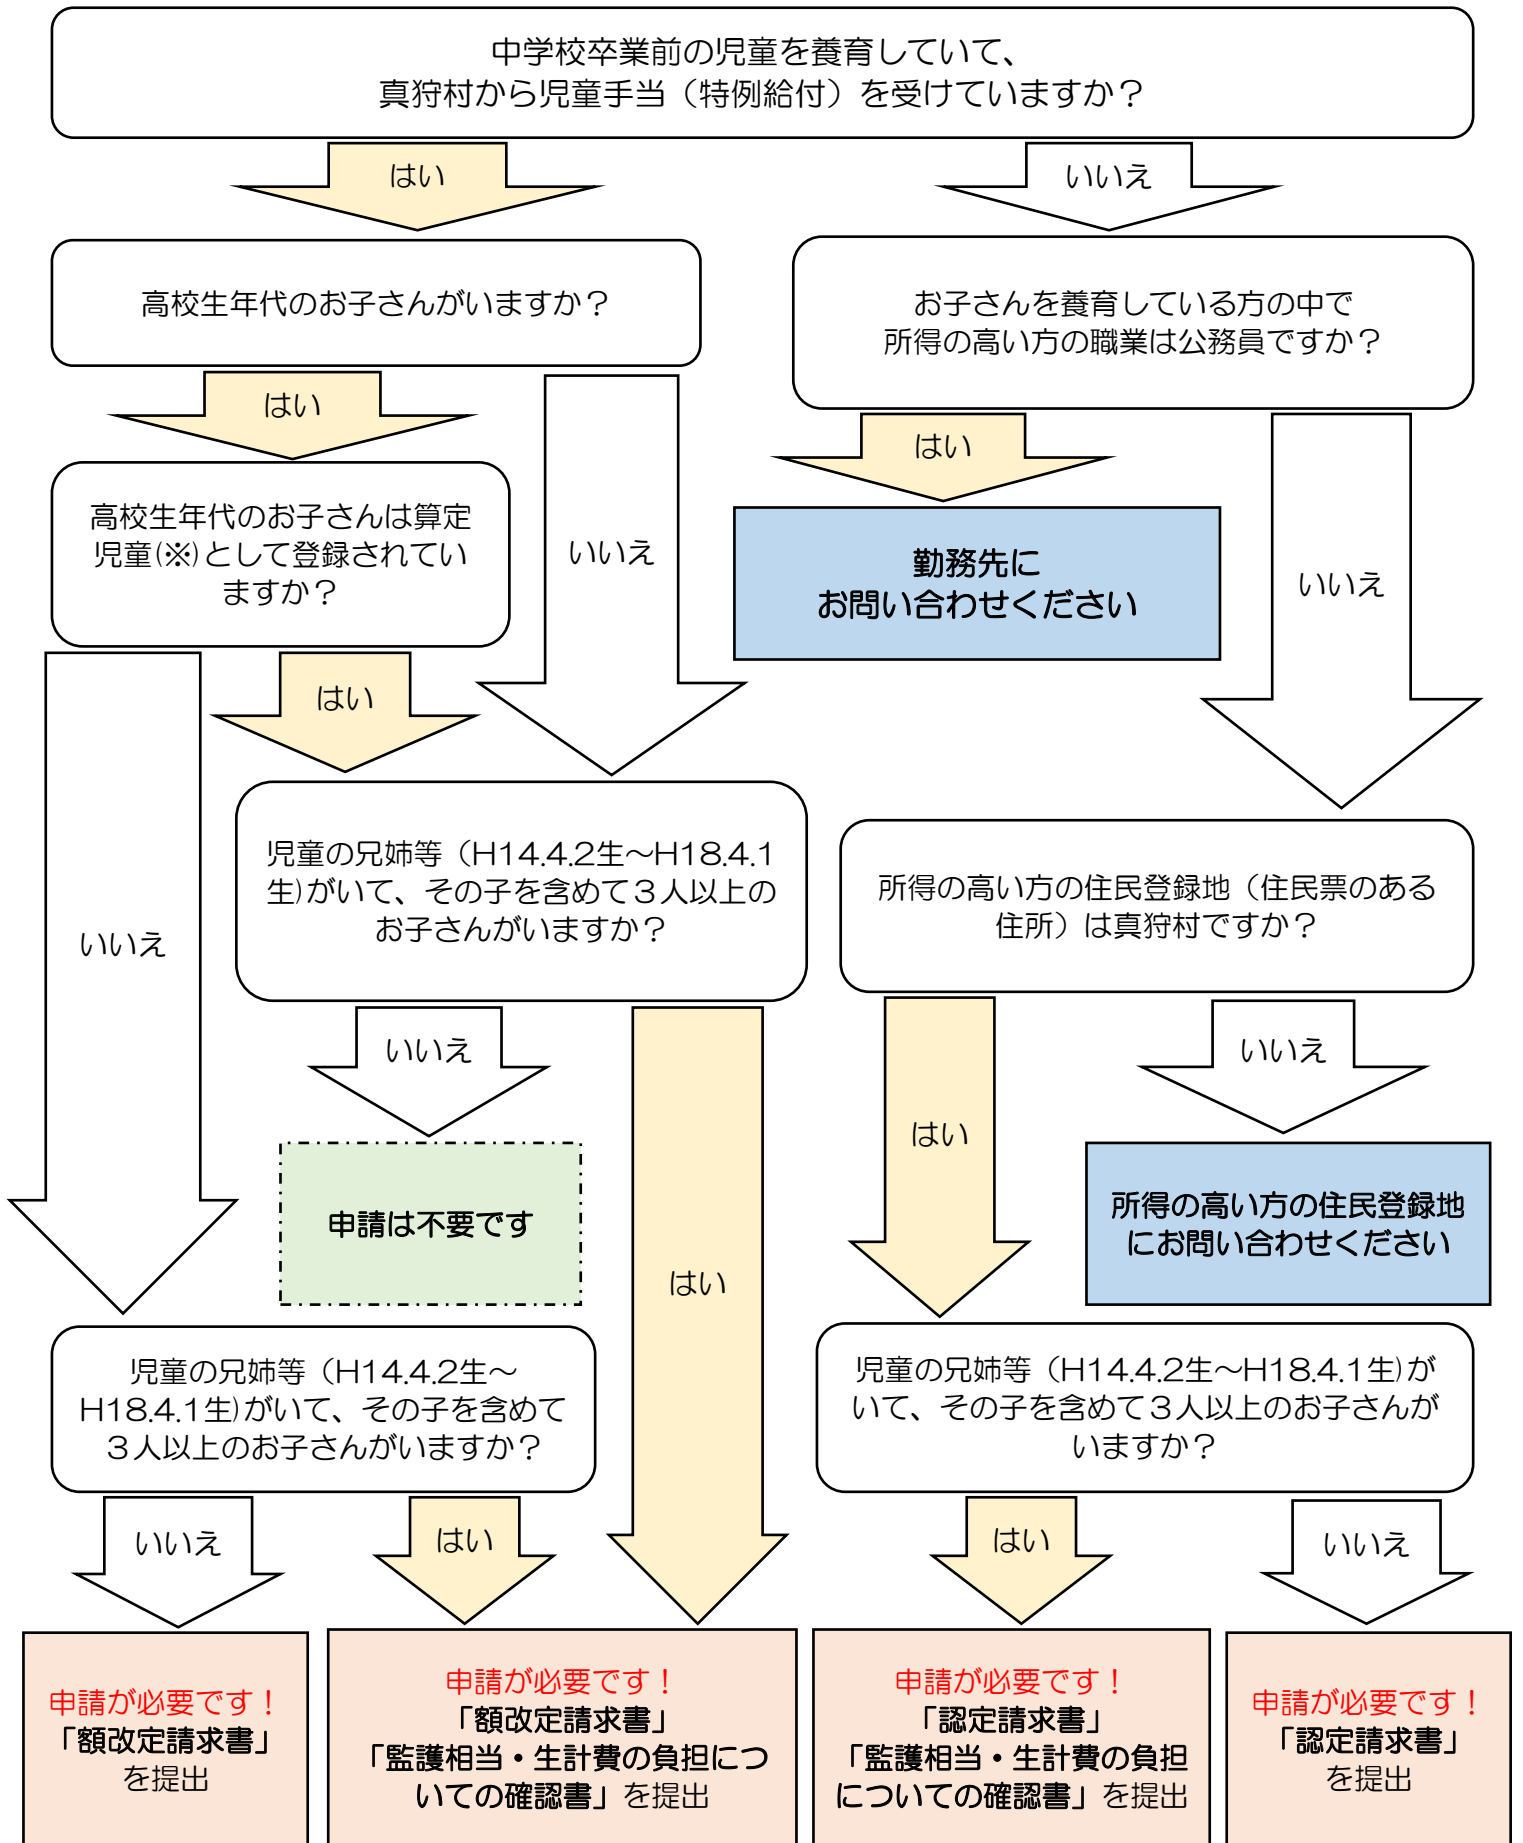 中学校卒業前の児童を養育していて、
真狩村から児童手当（特例給付）を受けていますか？
はい
いいえ
高校生年代のお子さんがいますか？
お子さんを養育している方の中で
所得の高い方の職業は公務員ですか？
はい
いいえ
はい
いいえ
高校生年代のお子さんは算定
児童(※)として登録されてい
ますか？
勤務先に
お問い合わせください
いいえ
はい
児童の兄姉等（H14.4.2生～H18.4.1
生)がいて、その子を含めて３人以上の
お子さんがいますか？
所得の高い方の住民登録地（住民票のある
住所）は真狩村ですか？
いいえ
はい
はい
いいえ
申請は不要です
所得の高い方の住民登録地
にお問い合わせください
児童の兄姉等（H14.4.2生～
H18.4.1生)がいて、その子を含めて
３人以上のお子さんがいますか？
児童の兄姉等（H14.4.2生～H18.4.1生)が
いて、その子を含めて３人以上のお子さんが
いますか？
いいえ
はい
はい
いいえ
申請が必要です！
「額改定請求書」
を提出
申請が必要です！
「額改定請求書」
「監護相当・生計費の負担につ
いての確認書」を提出
申請が必要です！
「認定請求書」
「監護相当・生計費の負担
についての確認書」を提出
申請が必要です！
「認定請求書」
を提出